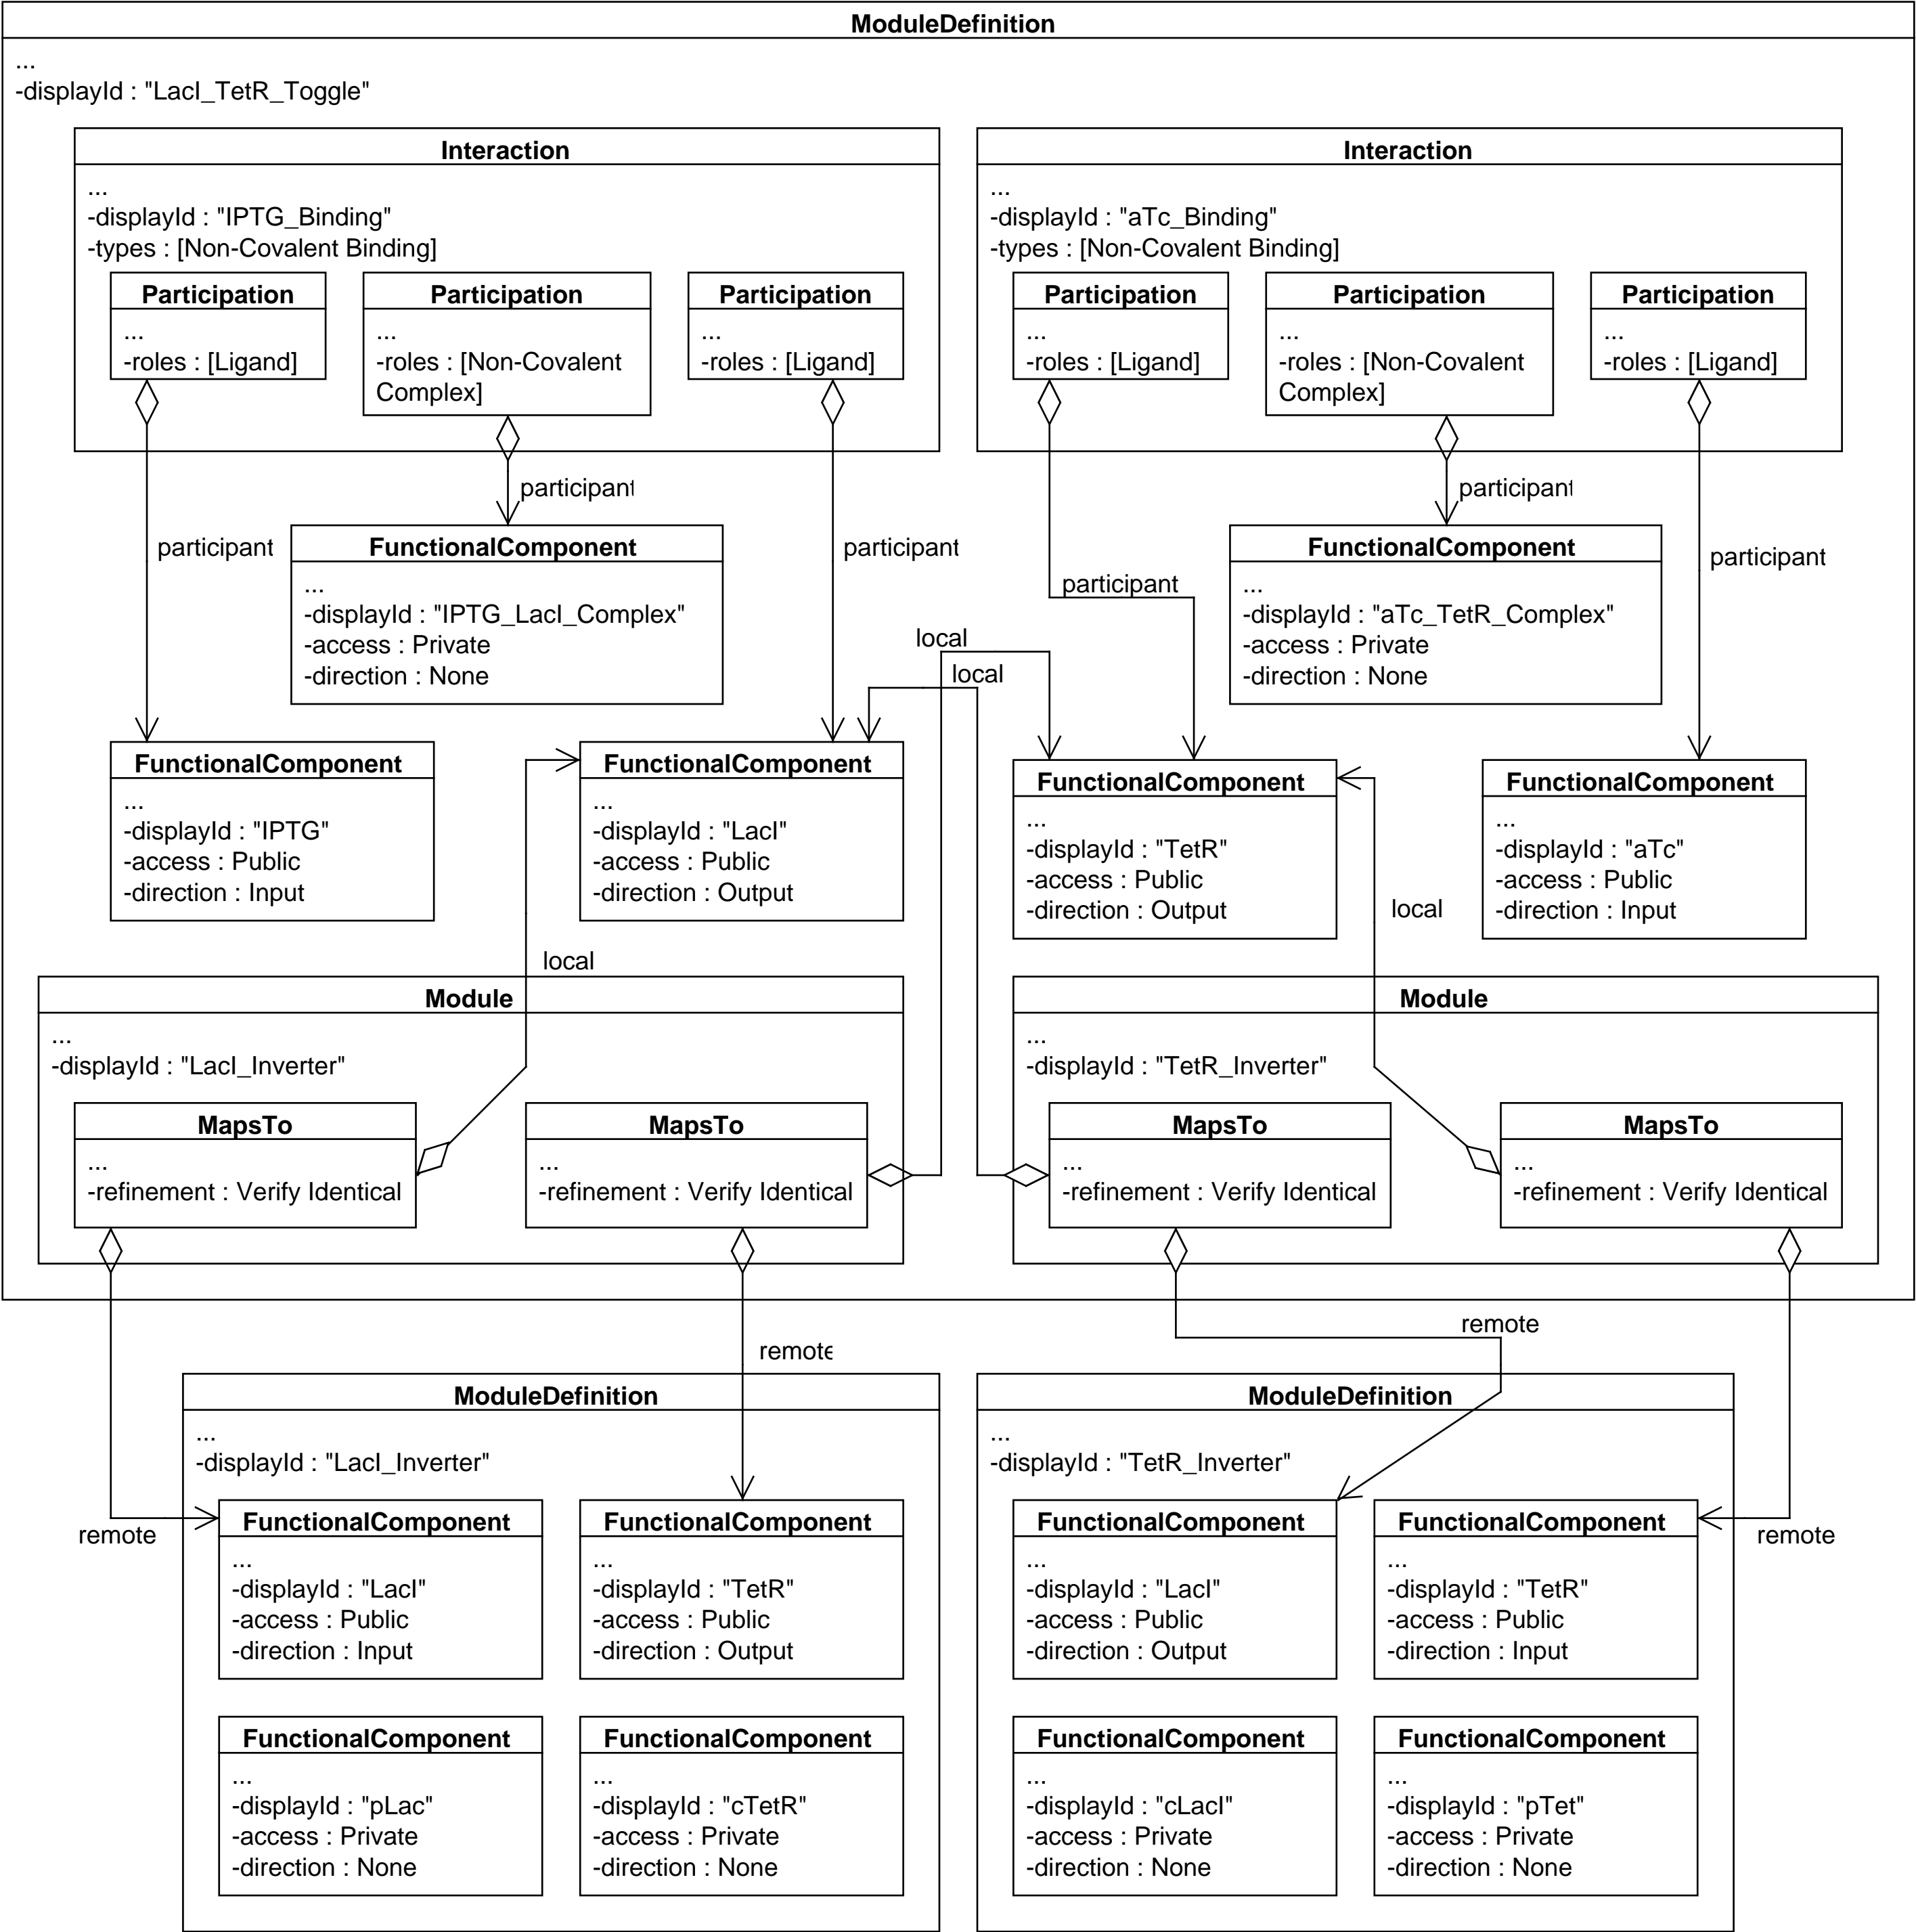 ModuleDefinition
...
-displayId : "LacI_TetR_Toggle"
Interaction
...
-displayId : "IPTG_Binding"
-types : [Non-Covalent Binding]
Participation
...
-roles : [Ligand]
Participation
...
-roles : [Non-Covalent
Complex]
Participation
...
-roles : [Ligand]
Interaction
...
-displayId : "aTc_Binding"
-types : [Non-Covalent Binding]
Participation
...
-roles : [Ligand]
Participation
...
-roles : [Non-Covalent
Complex]
Participation
...
-roles : [Ligand]
participant
participant
participant
participant
participant
participant
FunctionalComponent
...
-displayId : "IPTG_LacI_Complex"
-access : Private
-direction : None
FunctionalComponent
...
-displayId : "aTc_TetR_Complex"
-access : Private
-direction : None
local
local
FunctionalComponent
...
-displayId : "IPTG"
-access : Public
-direction : Input
FunctionalComponent
...
-displayId : "LacI"
-access : Public
-direction : Output
FunctionalComponent
...
-displayId : "TetR"
-access : Public
-direction : Output
FunctionalComponent
...
-displayId : "aTc"
-access : Public
-direction : Input
local
local
Module
...
-displayId : "LacI_Inverter"
MapsTo
...
-refinement : Verify Identical
MapsTo
...
-refinement : Verify Identical
Module
...
-displayId : "TetR_Inverter"
MapsTo
...
-refinement : Verify Identical
MapsTo
...
-refinement : Verify Identical
remote
remote
remote
remote
ModuleDefinition
...
-displayId : "LacI_Inverter"
FunctionalComponent
...
-displayId : "LacI"
-access : Public
-direction : Input
FunctionalComponent
...
-displayId : "TetR"
-access : Public
-direction : Output
FunctionalComponent
...
-displayId : "pLac"
-access : Private
-direction : None
FunctionalComponent
...
-displayId : "cTetR"
-access : Private
-direction : None
ModuleDefinition
...
-displayId : "TetR_Inverter"
FunctionalComponent
...
-displayId : "LacI"
-access : Public
-direction : Output
FunctionalComponent
...
-displayId : "TetR"
-access : Public
-direction : Input
FunctionalComponent
...
-displayId : "cLacI"
-access : Private
-direction : None
FunctionalComponent
...
-displayId : "pTet"
-access : Private
-direction : None